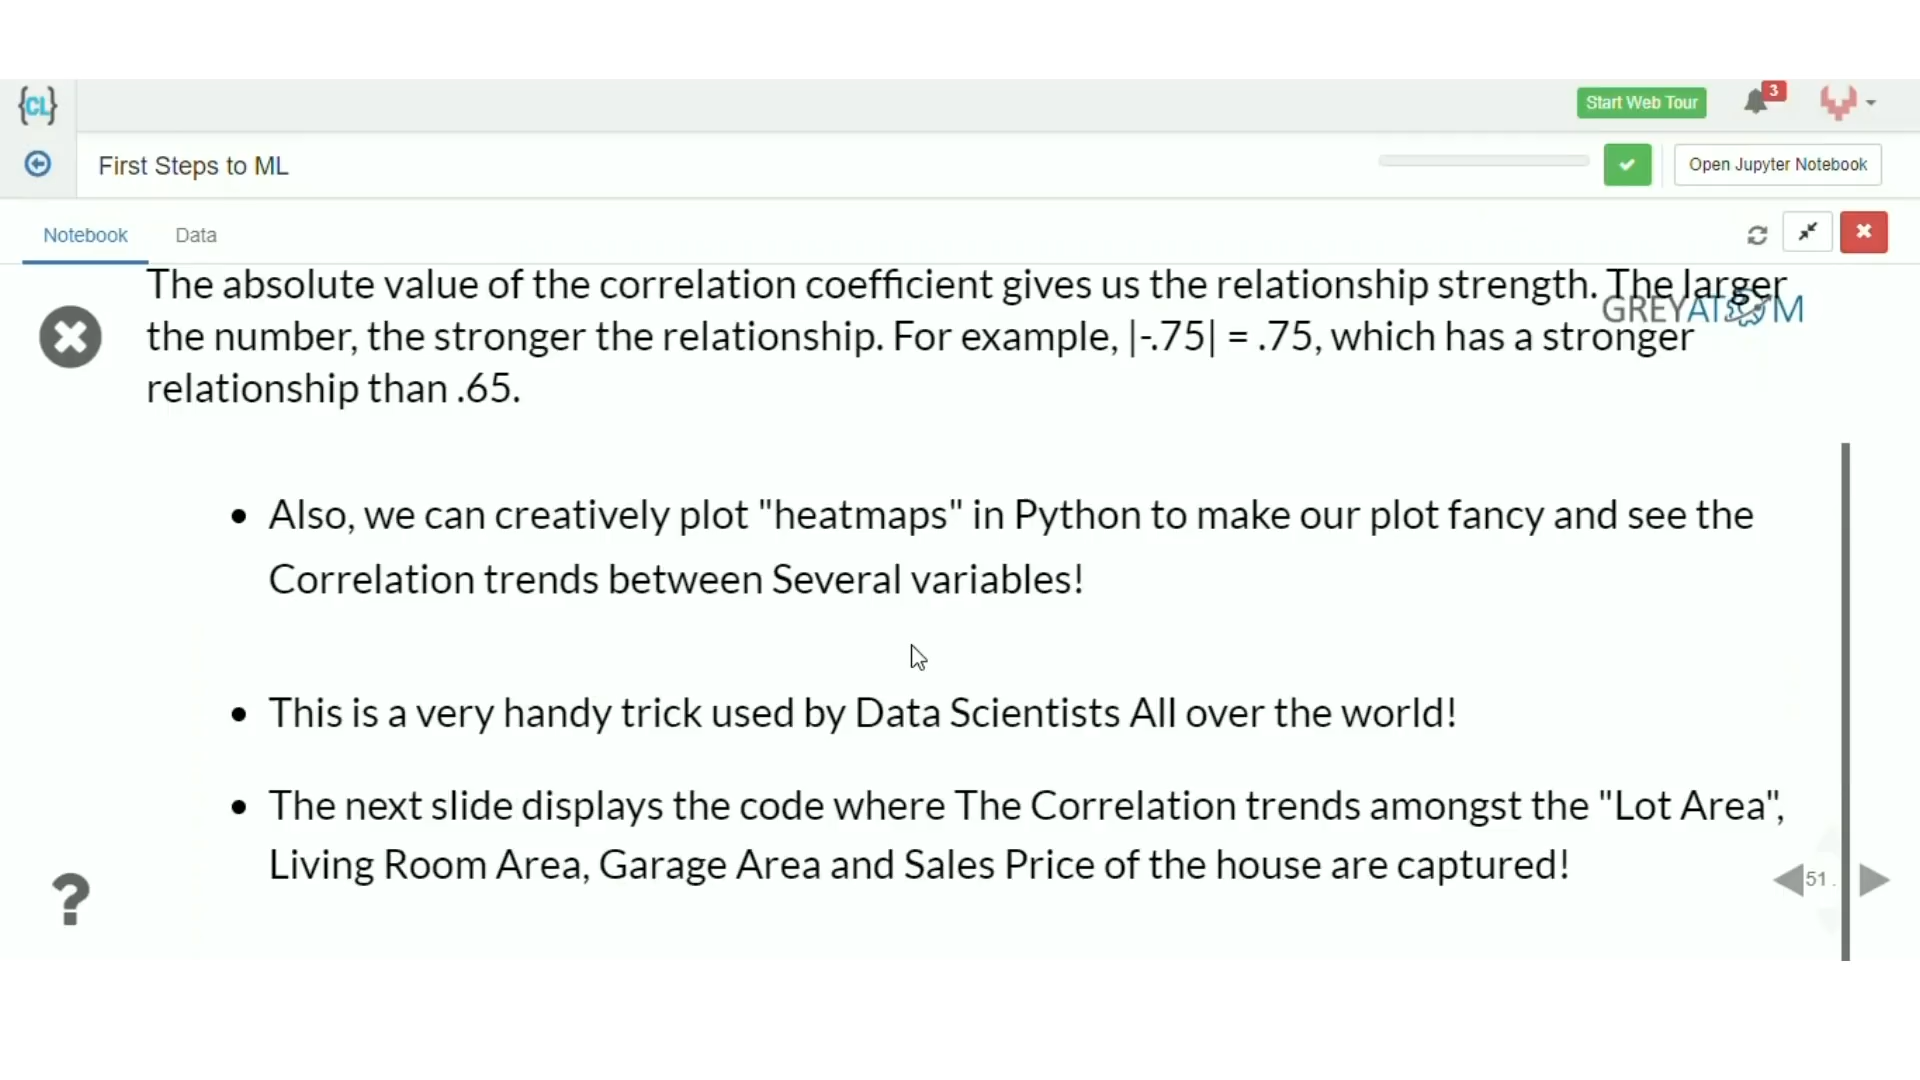 {CL}
Start Web Tour
3
First Steps to ML
Open Jupyter Notebook
Notebook
Data
The absolute value of the correlation coefficient gives us the relationship strength. The larger
GREYATOM
the number, the stronger the relationship. For example, |-.75| = .75, which has a stronger
relationship than .65.
• Also, we can creatively plot "heatmaps" in Python to make our plot fancy and see the
Correlation trends between Several variables!
• This is a very handy trick used by Data Scientists All over the world!
• The next slide displays the code where The Correlation trends amongst the "Lot Area",
Living Room Area, Garage Area and Sales Price of the house are captured!
51 .
?